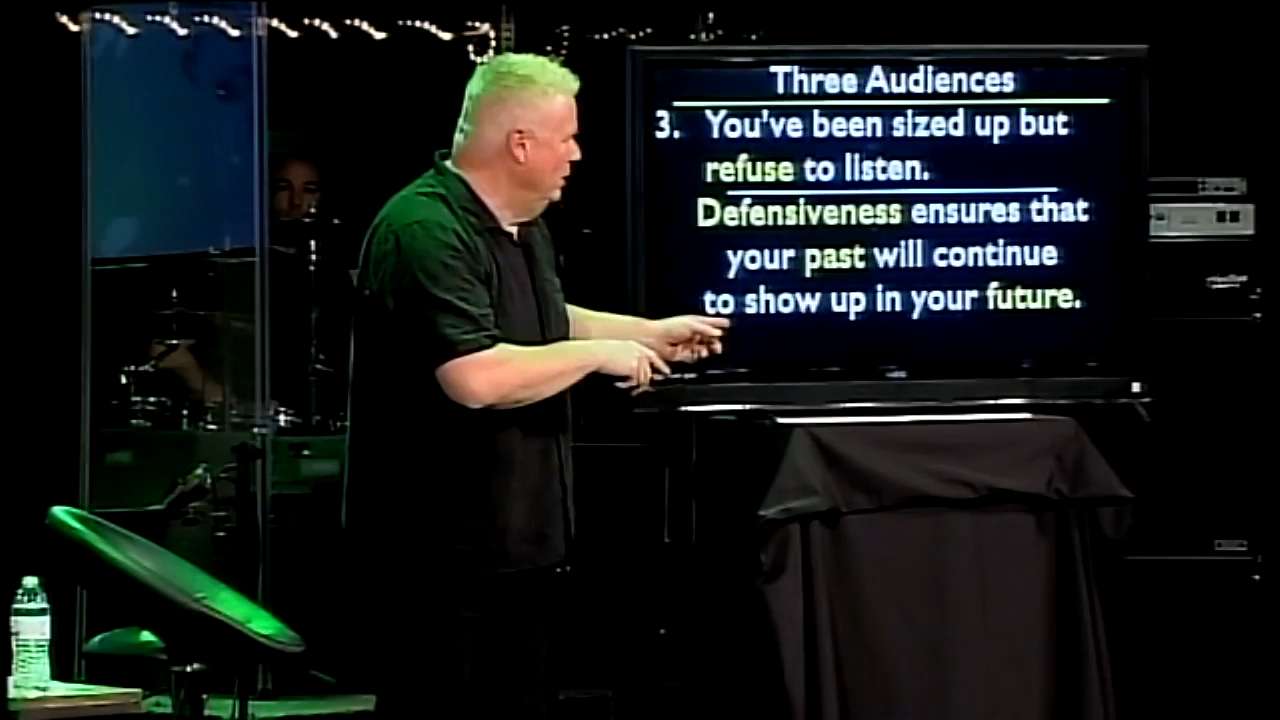 Three Audiences
3. You've been sized up but
refuse to listen.
Defensiveness ensures that
your past will continue
to show up in your future.